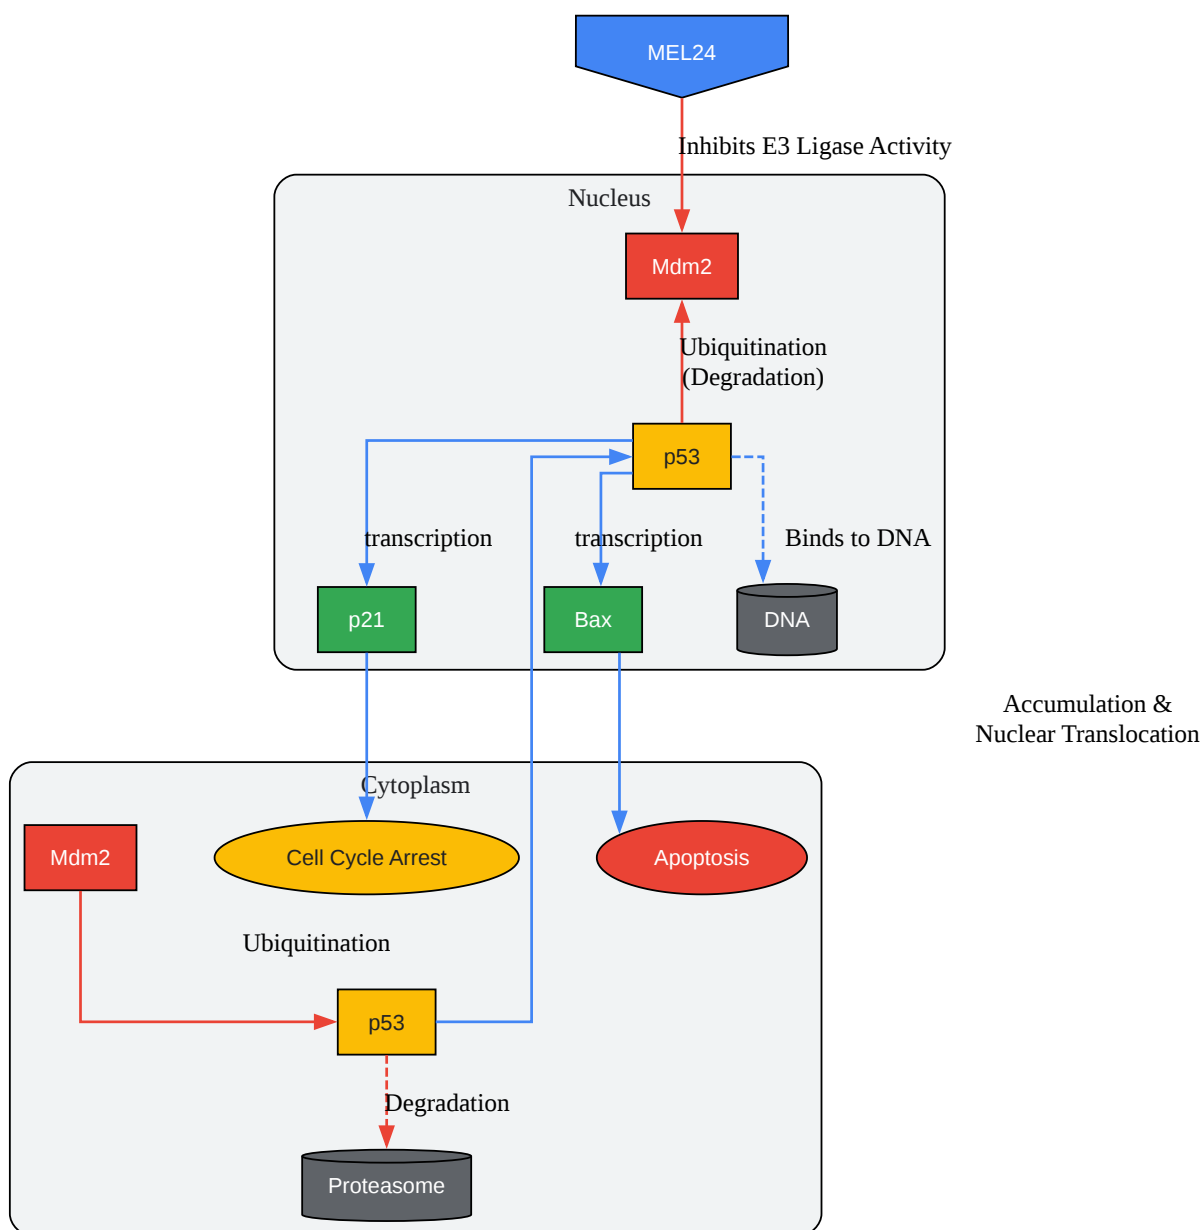 MEL24
Inhibits E3 Ligase Activity
Nucleus
Mdm2
Ubiquitination
(Degradation)
p53
transcription
transcription
Binds to DNA
p21
Bax
DNA
Accumulation &
Nuclear Translocation
Cytoplasm
Mdm2
Cell Cycle Arrest
Apoptosis
Ubiquitination
p53
Degradation
Proteasome